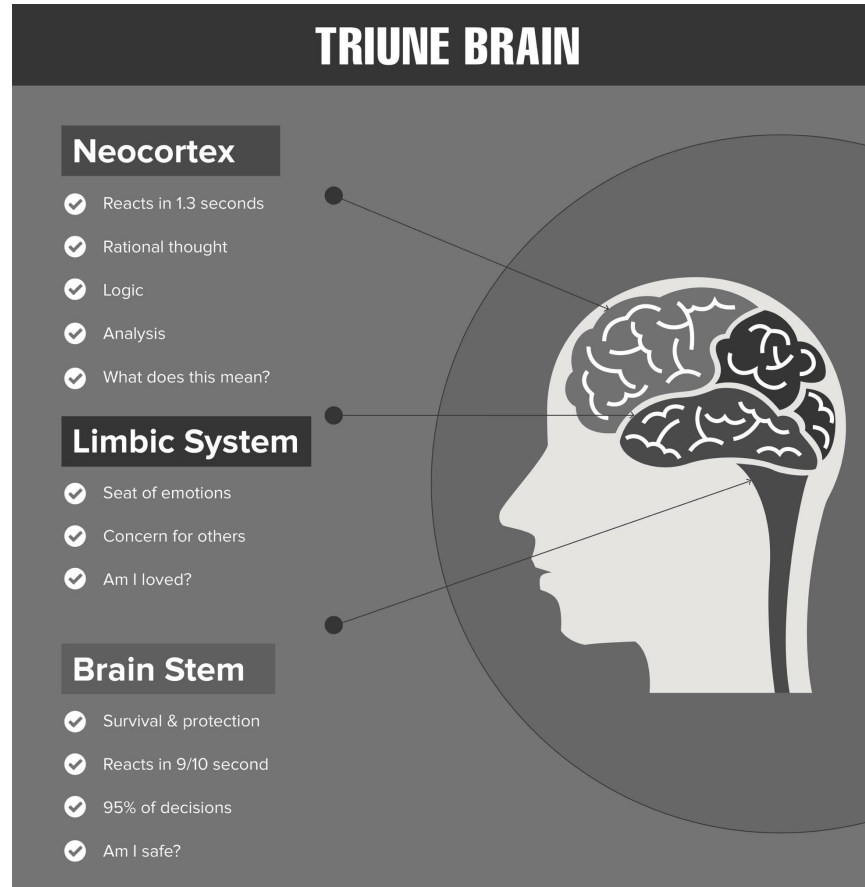 TRIUNE BRAIN
Neocortex
Reacts in 1.3 seconds
Rational thought
Logic
Analysis
What does this mean?
Limbic System
Seat of emotions
Concern for others
Am I loved?
Brain Stem
Survival & protection
Reacts in 9/10 second
95% of decisions
Am I safe?